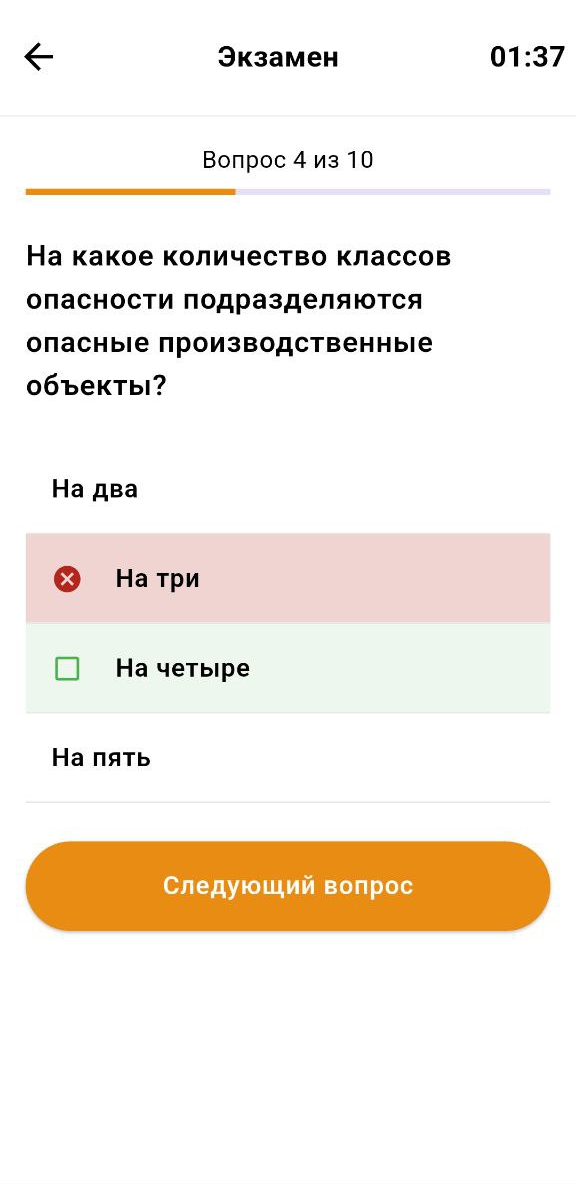 Экзамен
01:37
Вопрос 4 из 10
На какое количество классов
опасности подразделяются
опасные производственные
объекты?
На два
На три
На четыре
На пять
Следующий вопрос